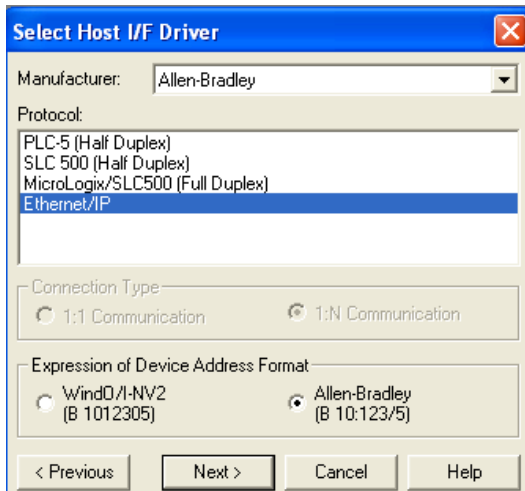 Select Host I/F Driver
Manufacturer: Allen-Bradley
Protocol:
PLC-5 (Half Duplex)
SLC 500 (Half Duplex)
MicroLogix/SLC500 (Full Duplex)
Ethernet/IP
Connection Type
1:1 Communication 1:N Communication
Expression of Device Address Format
WindO/I-NV2 Allen-Bradley
(B 1012305) (B 10:123/5)
< Previous Next > Cancel Help